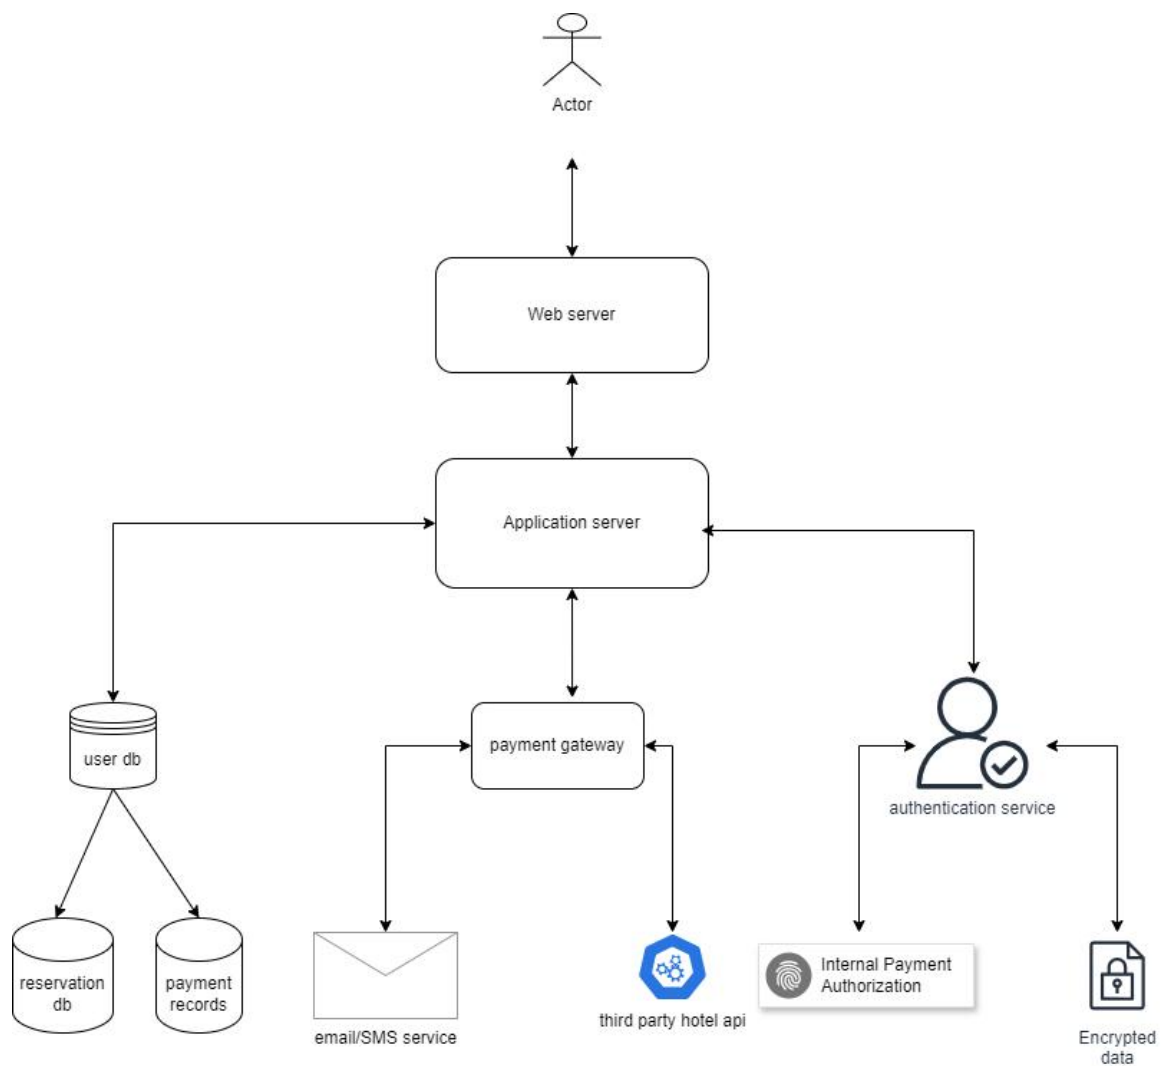 Actor
Web server
Application server
user db
payment gateway
authentication service
reservation
db
payment
records
email/SMS service
third party hotel api
Internal Payment
Authorization
Encrypted
data